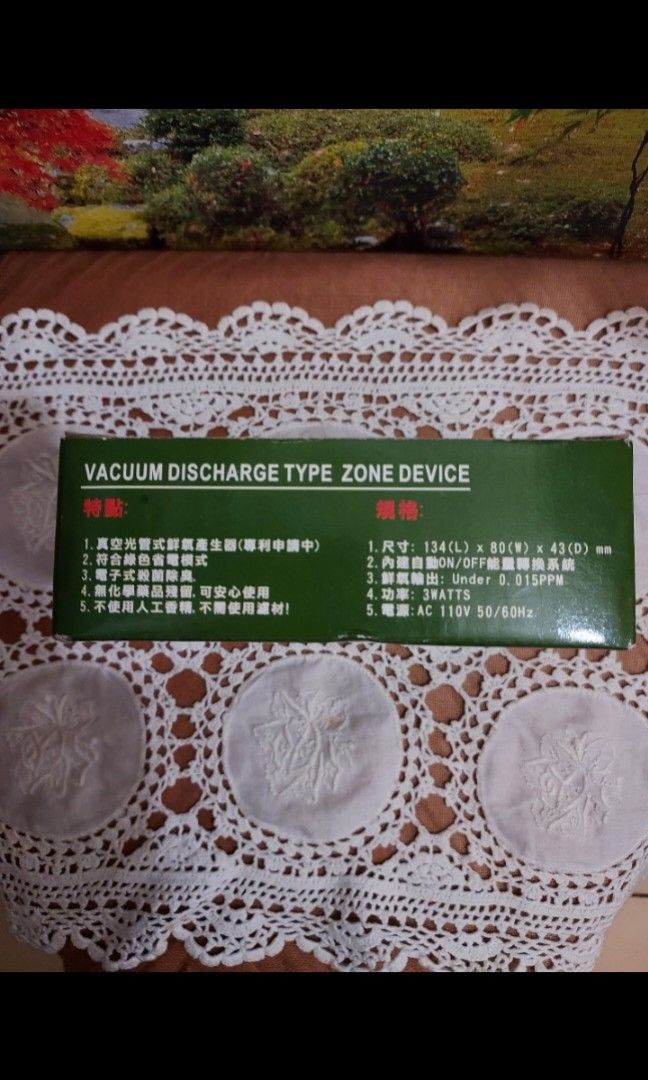 VACUUM DISCHARGE TYPE ZONE DEVICE
特點:
1.真空光管式鮮氧產生器(專利申請中)
2.符合綠色省電模式
3.電子式殺菌除臭
4.無化學藥品殘留,可安心使用
5.不使用人工香精,不需使用濾材!
規格:
1.尺寸: 134(L) x 80(W) x 43(D) mm
2.內建自動ON/OFF能量轉換系統
3.鮮氧輸出: Under 0.015PPM
4.功率: 3WATTS
5.電源:AC 110V 50/60Hz.